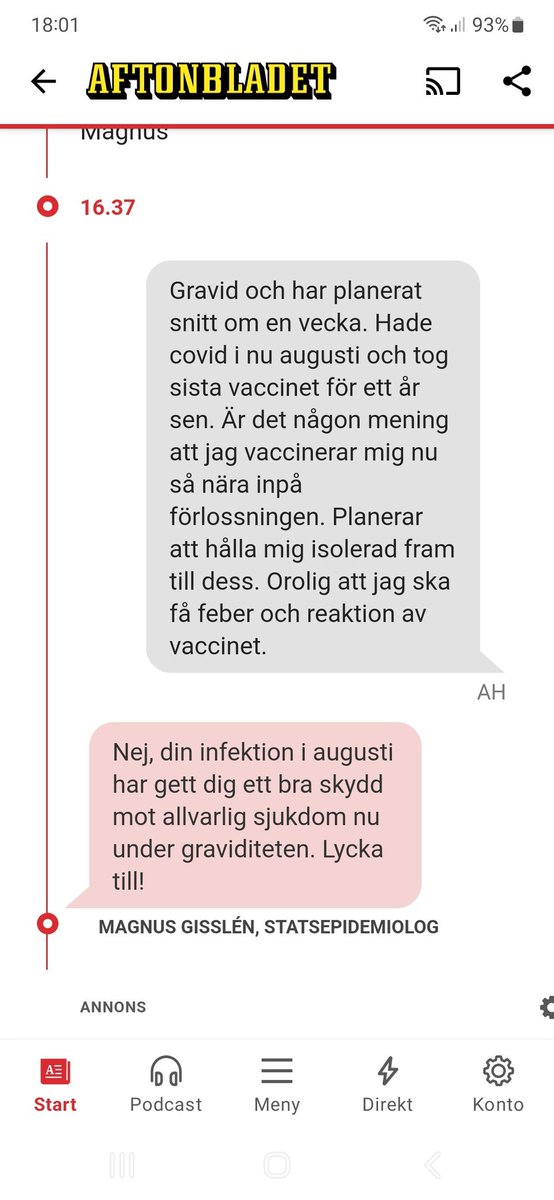 18:01
93%
AFTONBLADET
Magnus
16.37
Gravid och har planerat
snitt om en vecka. Hade
covid i nu augusti och tog
sista vaccinet för ett år
sen. Är det någon mening
att jag vaccinerar mig nu
så nära inpå
förlossningen. Planerar
att hålla mig isolerad fram
till dess. Orolig att jag ska
få feber och reaktion av
vaccinet.
AH
Nej, din infektion i augusti
har gett dig ett bra skydd
mot allvarlig sjukdom nu
under graviditeten. Lycka
till!
MAGNUS GISSLÉN, STATSEPIDEMIOLOG
ANNONS
Start
Podcast
Meny
Direkt
Konto